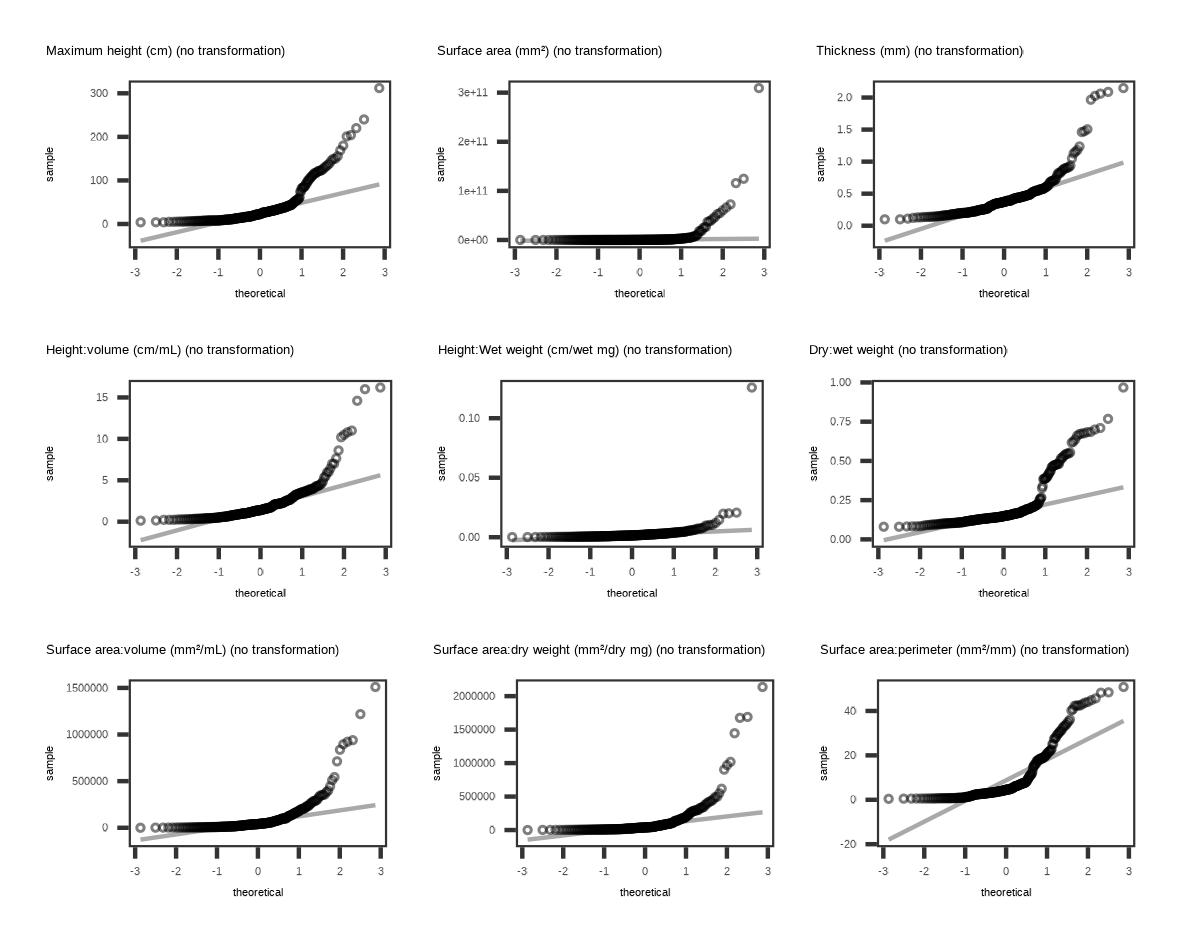 Maximum height (cm) (no transformation)
Surface area (mm²) (no transformation)
Thickness (mm) (no transformation)
300
200
100
0
sample
-3 -2 -1 0 1 2 3
theoretical
3e+11
2e+11
1e+11
0e+00
sample
-3 -2 -1 0 1 2 3
theoretical
2.0
1.5
1.0
0.5
0.0
sample
-3 -2 -1 0 1 2 3
theoretical
Height:volume (cm/mL) (no transformation)
Height:Wet weight (cm/wet mg) (no transformation)
Dry:wet weight (no transformation)
15
10
5
0
sample
-3 -2 -1 0 1 2 3
theoretical
0.10
0.05
0.00
sample
-3 -2 -1 0 1 2 3
theoretical
1.00
0.75
0.50
0.25
0.00
sample
-3 -2 -1 0 1 2 3
theoretical
Surface area:volume (mm²/mL) (no transformation)
Surface area:dry weight (mm²/dry mg) (no transformation)
Surface area:perimeter (mm²/mm) (no transformation)
1500000
1000000
500000
0
sample
-3 -2 -1 0 1 2 3
theoretical
2000000
1500000
1000000
500000
0
sample
-3 -2 -1 0 1 2 3
theoretical
40
20
0
-20
sample
-3 -2 -1 0 1 2 3
theoretical